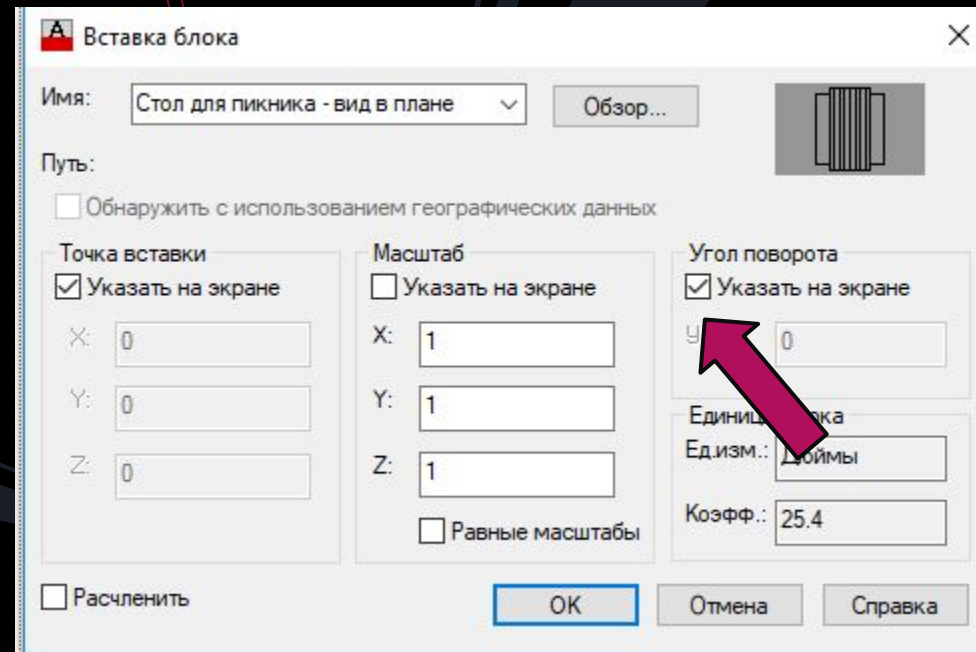 Вставка блока
Имя: Стол для пикника - вид в плане Обзор...
Путь:
Обнаружить с использованием географических данных
Точка вставки
Указать на экране
X: 0
Y: 0
Z: 0
Масштаб
Указать на экране
X: 1
Y: 1
Z: 1
Равные масштабы
Угол поворота
Указать на экране
0
Ед.изм.: Дюймы
Коэфф.: 25.4
Расчленить
OK Отмена Справка